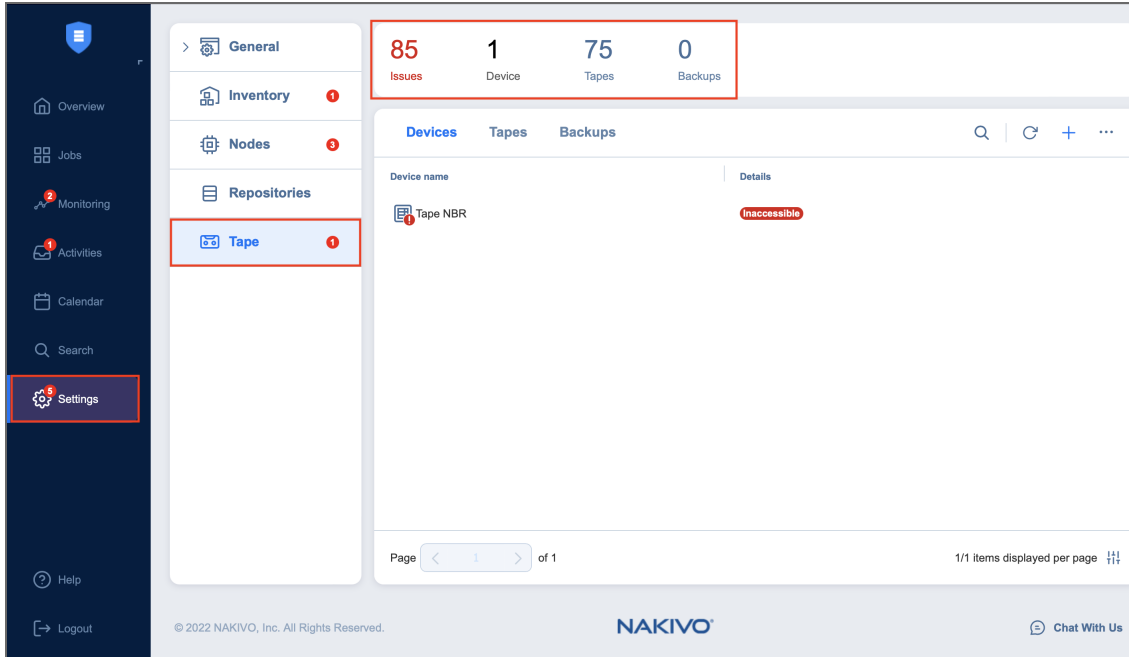 Overview
Jobs
2
Monitoring
1
Activities
Calendar
Search
5
Settings
Help
Logout
General
Inventory 1
Nodes 3
Repositories
Tape 1
85 1 75 0
Issues Device Tapes Backups
Devices Tapes Backups
Device name Details
Tape NBR Inaccessible
Page < 1 > of 1 1/1 items displayed per page
© 2022 NAKIVO, Inc. All Rights Reserved. NAKIVO® Chat With Us